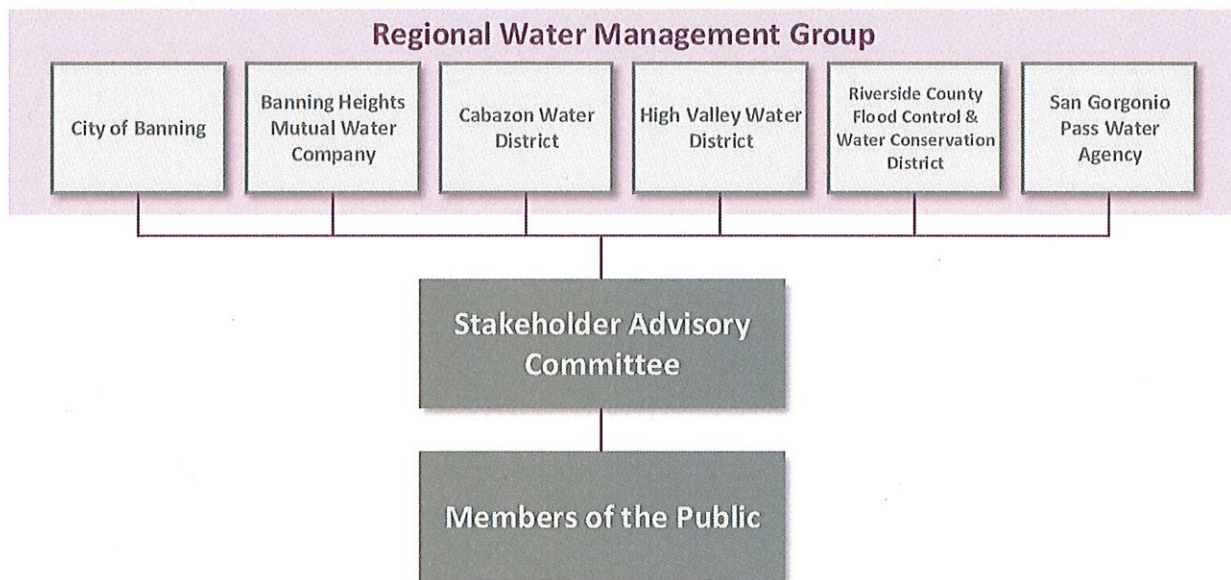 Regional Water Management Group
City of Banning
Banning Heights
Mutual Water
Company
Cabazon Water
District
High Valley Water
District
Riverside County
Flood Control &
Water Conservation
District
San Gorgonio
Pass Water
Agency
Stakeholder Advisory
Committee
Members of the Public